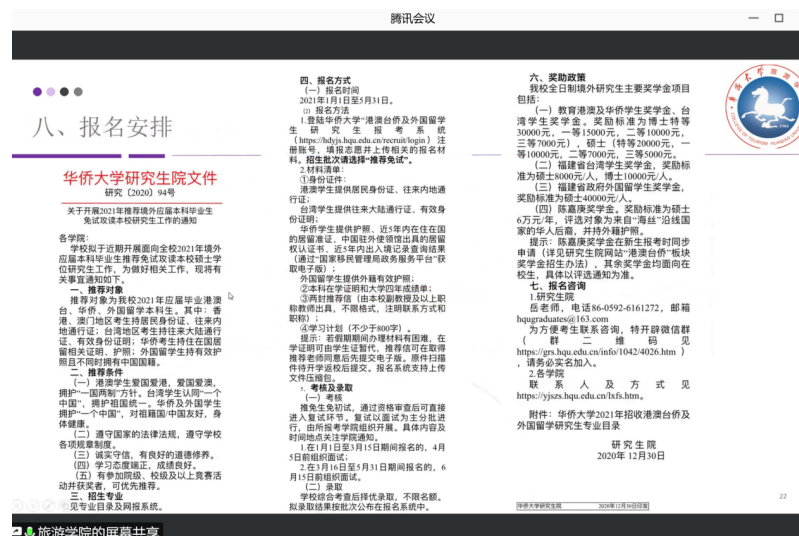 腾讯会议
八、报名安排
华侨大学研究生院文件
研究〔2020〕94号
关于开展2021年推荐境外应届本科毕业生
免试攻读本校研究生工作的通知
各学院：
学校拟于近期开展面向全校2021年境外
应届本科毕业生推荐免试攻读本校硕士学
位研究生工作，为做好相关工作，现将有
关事宜通知如下：
一、推荐对象
推荐对象为我校2021年应届毕业港澳
台、华侨、外国留学本科生。其中：香
港、澳门地区考生持居民身份证、往来内
地通行证；台湾地区考生持往来大陆通行
证、有效身份证明；华侨考生持住在国居
留相关证明、护照；外国留学生持有效护
照且不同时拥有中国国籍。
二、推荐条件
（一）港澳学生爱国爱港，爱国爱澳，
拥护“一国两制”方针。台湾学生认同“一个
中国”，拥护祖国统一。华侨及外国学生
拥护“一个中国”，对祖国/中国友好，身
体健康。
（二）遵守国家的法律法规，遵守学校
各项规章制度。
（三）诚实守信，有良好的道德修养。
（四）学习态度端正，成绩良好。
（五）有参加院级、校级及以上竞赛活
动并获奖者，可优先推荐。
三、招生专业
见专业目录及网报系统。
四、报名方式
（一）报名时间
2021年1月1日至5月31日。
（2）报名方法
1.登陆华侨大学“港澳台侨及外国留学
生研究生报考系统
（https://hdyjs.hqu.edu.cn/recruit/login）注
册账号，填报志愿并上传相关的报名材
料。招生批次请选择“推荐免试”。
2.材料清单：
①身份证件：
港澳学生提供居民身份证、往来内地通
行证；
台湾学生提供往来大陆通行证、有效身
份证明；
华侨学生提供护照、近5年内在住在国
的居留准证、中国驻外使领馆出具的居留
权认证书、近5年内出入境记录查询结果
（通过“国家移民管理局政务服务平台”获
取电子版）；
外国留学生提供外籍有效护照；
②本科在学证明和大学四年成绩单；
③两封推荐信（由本校副教授及以上职
称教师出具，不限格式，注明联系方式和
职称）；
④学习计划（不少于800字）。
提示：若假期期间办理材料有困难，在
学证明可由学生证暂代，推荐信可在取得
推荐老师同意后先提交电子版。原件扫描
件待开学返校后提交。报名系统支持上传
文件压缩包。
5. 考核及录取
（一）考核
推免生免初试，通过资格审查后可直接
进入复试环节。复试以面试为主分批进
行，由所报考学院组织开展。具体内容及
时间地点关注学院通知。
1.在1月1日至3月15日期间报名的，4月
5日前组织面试；
2.在3月16日至5月31日期间报名的，6
月15日前组织面试。
（二）录取
学校综合考查后择优录取，不限名额。
拟录取结果按批次公布在报名系统中。
六、奖助政策
我校全日制境外研究生主要奖学金项目
包括：
（一）教育港澳及华侨学生奖学金、台
湾学生奖学金。奖励标准为博士特等
30000元，一等15000元，二等10000元，
三等7000元），硕士（特等20000元，一
等10000元，二等7000元，三等5000元。
（二）福建省台湾学生奖学金，奖励标
准为硕士8000元/人，博士10000元/人。
（三）福建省政府外国留学生奖学金，
奖励标准为硕士40000元/人。
（四）陈嘉庚奖学金。奖励标准为硕士
6万元/年，评选对象为来自“海丝”沿线国
家的华人后裔，并持外籍护照。
提示：陈嘉庚奖学金在新生报考时同步
申请（详见研究生院网站“港澳台侨”板块
奖学金招生办法），其余奖学金均面向在
校生，具体以评选通知为准。
七、报名咨询
1.研究生院
岳老师，电话86-0592-6161272，邮箱
hqugraduates@163.com
为方便考生联系咨询，特开辟微信群
（群二维码见
https://grs.hqu.edu.cn/info/1042/4026.htm）
，请务必实名加入。
2.各学院
联系人及方式见
https://yjszs.hqu.edu.cn/lxfs.htm。
附件：华侨大学2021年招收港澳台侨及
外国留学研究生专业目录
研究生院
2020年12月30日
华侨大学研究生院 2020年12月30日印发
22
旅游学院的屏幕共享